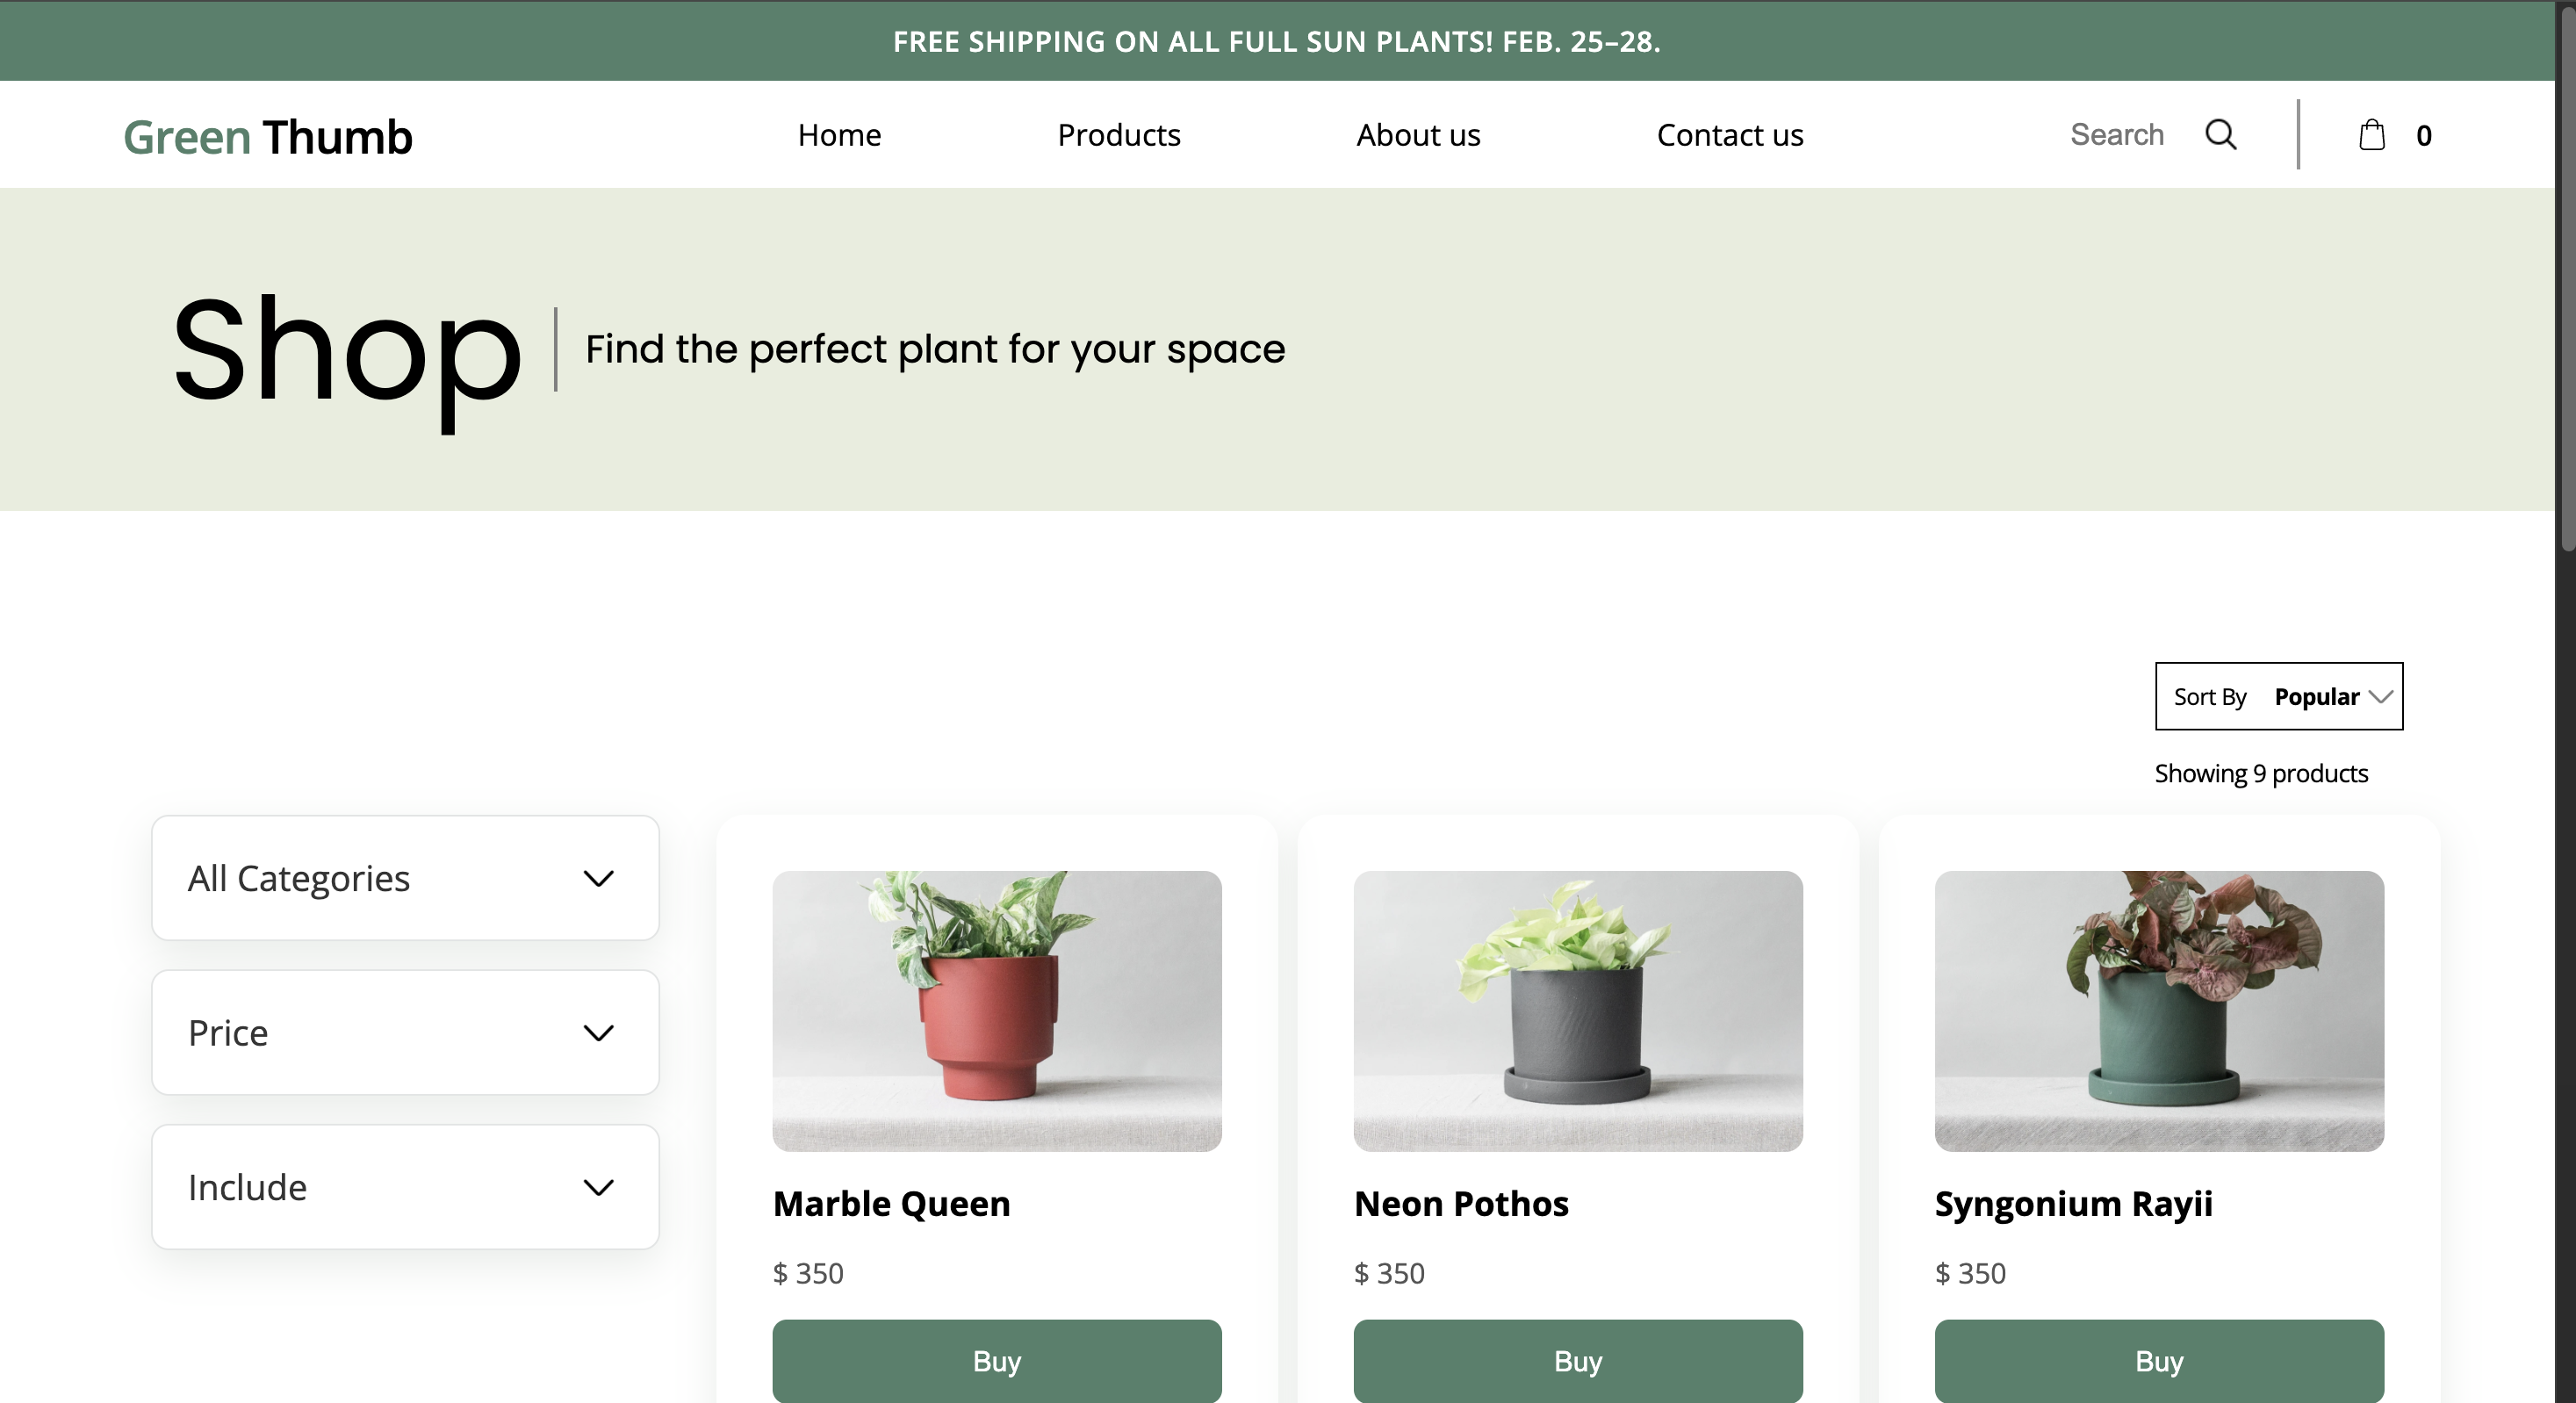 FREE SHIPPING ON ALL FULL SUN PLANTS! FEB. 25–28.
Green Thumb
Home
Products
About us
Contact us
Search
0
Shop
Find the perfect plant for your space
Sort By Popular
Showing 9 products
All Categories
Price
Include
Marble Queen
$ 350
Buy
Neon Pothos
$ 350
Buy
Syngonium Rayii
$ 350
Buy